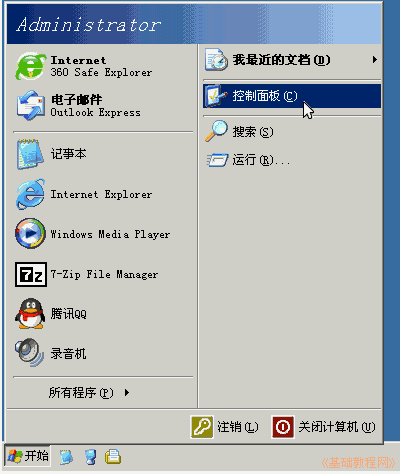 Administrator
Internet
360 Safe Explorer
电子邮件
Outlook Express
记事本
Internet Explorer
Windows Media Player
7z
7-Zip File Manager
腾讯QQ
录音机
所有程序(P)
我最近的文档(D)
控制面板(C)
搜索(S)
运行(R)...
注销(L)
关闭计算机(U)
开始
《基础教程网》